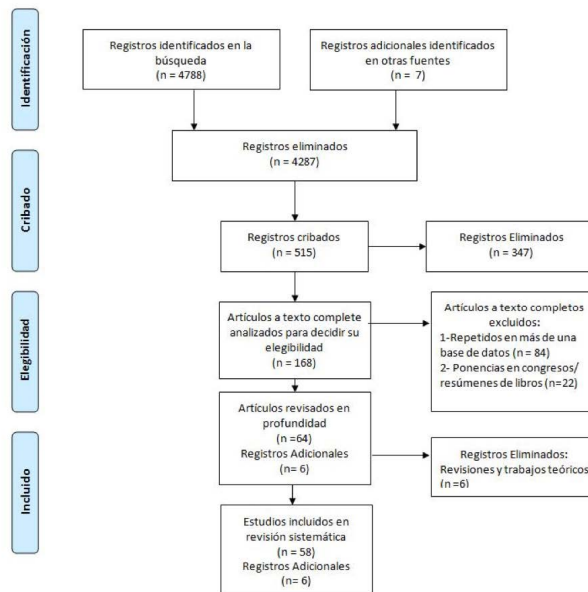 Identificación
Registros identificados en la
búsqueda
(n = 4788)
Registros adicionales identificados
en otras fuentes
(n = 7)
Registros eliminados
(n = 4287)
Cribado
Registros cribados
(n = 515)
Registros Eliminados
(n = 347)
Elegibilidad
Artículos a texto complete
analizados para decidir su
elegibilidad
(n = 168)
Artículos a texto completos
excluidos:
1-Repetidos en más de una
base de datos (n = 84)
2- Ponencias en congresos/
resúmenes de libros (n=22)
Artículos revisados en
profundidad
(n =64)
Registros Adicionales
(n= 6)
Registros Eliminados:
Revisiones y trabajos teóricos
(n =6)
Incluido
Estudios incluidos en
revisión sistemática
(n = 58)
Registros Adicionales
(n= 6)